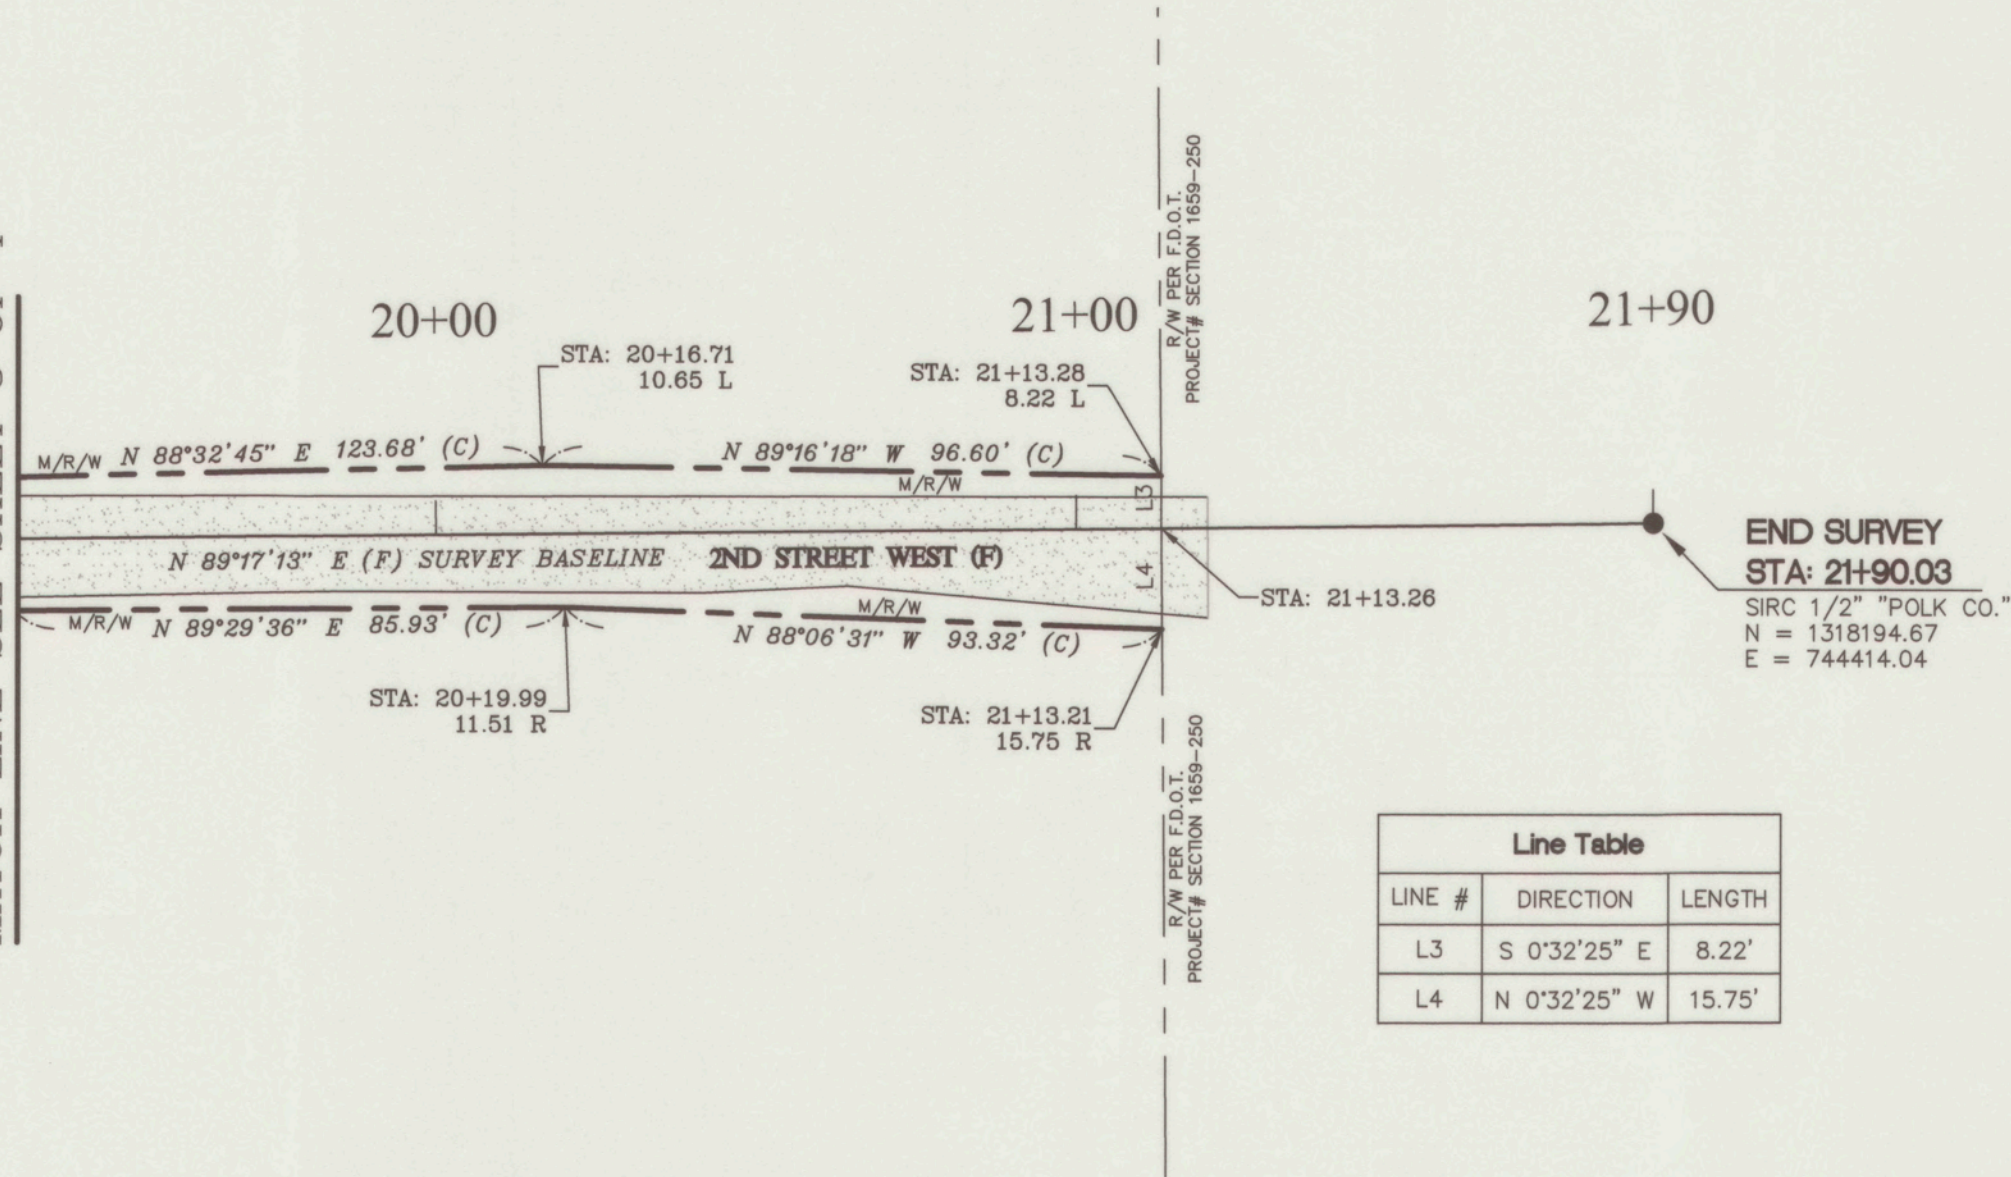 20+00
21+00
21+90
STA: 20+16.71
10.65 L
STA: 21+13.28
8.22 L
R/W PER F.D.O.T.
PROJECT# SECTION 1659-250
M/R/W N 88°32'45" E 123.68' (C)
N 89°16'18" W 96.60' (C)
M/R/W
L3
N 89°17'13" E (F) SURVEY BASELINE 2ND STREET WEST (F)
L4
END SURVEY
STA: 21+90.03
SIRC 1/2" "POLK CO."
N = 1318194.67
E = 744414.04
STA: 21+13.26
M/R/W N 89°29'36" E 85.93' (C)
M/R/W
N 88°06'31" W 93.32' (C)
STA: 20+19.99
11.51 R
STA: 21+13.21
15.75 R
R/W PER F.D.O.T.
PROJECT# SECTION 1659-250
Line Table
LINE # DIRECTION LENGTH
L3 S 0°32'25" E 8.22'
L4 N 0°32'25" W 15.75'